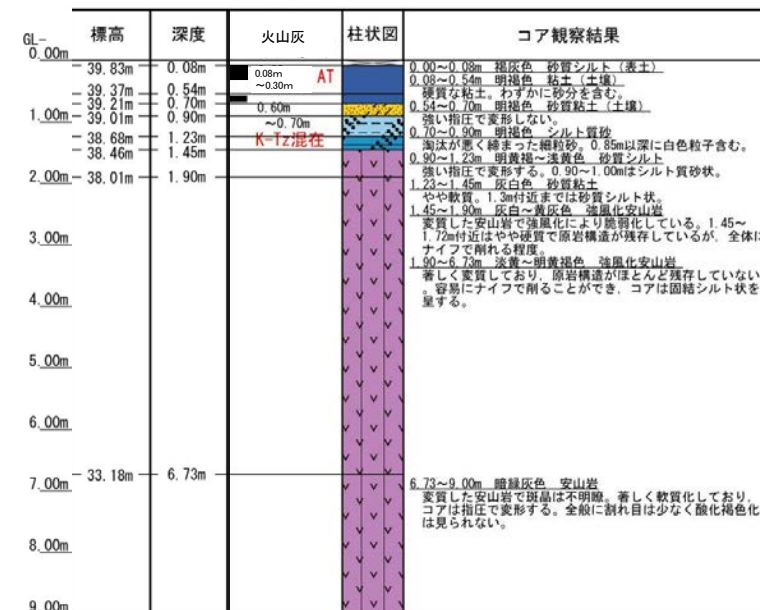 標高 深度 火山灰 柱状図 コア観察結果
GL-
0.00m
39.83m 0.08m
39.37m 0.54m
39.21m 0.70m
39.01m 0.90m
1.00m
38.68m 1.23m
38.46m 1.45m
2.00m 38.01m 1.90m
3.00m
4.00m
5.00m
6.00m
33.18m 6.73m
7.00m
8.00m
9.00m
0.08m
～0.30m
AT
0.60m
～0.70m
K-Tz混在
0.00～0.08m 褐灰色 砂質シルト（表土）
0.08～0.54m 明褐色 粘土（土壌）
硬質な粘土。わずかに砂分を含む。
0.54～0.70m 明褐色 砂質粘土（土壌）
強い指圧で変形しない。
0.70～0.90m 明褐色 シルト質砂
淘汰が悪く締まった細粒砂。0.85m以深に白色粒子含む。
0.90～1.23m 明黄褐～浅黄色 砂質シルト
強い指圧で変形する。0.90～1.00mはシルト質砂状。
1.23～1.45m 灰白色 砂質粘土
やや軟質。1.3m付近までは砂質シルト状。
1.45～1.90m 灰白～黄灰色 強風化安山岩
変質した安山岩で強風化により脆弱化している。1.45～
1.72m付近はやや硬質で原岩構造が残存しているが、全体に
ナイフで削れる程度。
1.90～6.73m 淡黄～明黄褐色 強風化安山岩
著しく変質しており、原岩構造がほとんど残存していない
。容易にナイフで削ることができ、コアは固結シルト状を
呈する。
6.73～9.00m 暗緑灰色 安山岩
変質した安山岩で斑晶は不明瞭。著しく軟質化しており、
コアは指圧で変形する。全般に割れ目は少なく酸化褐色化
は見られない。